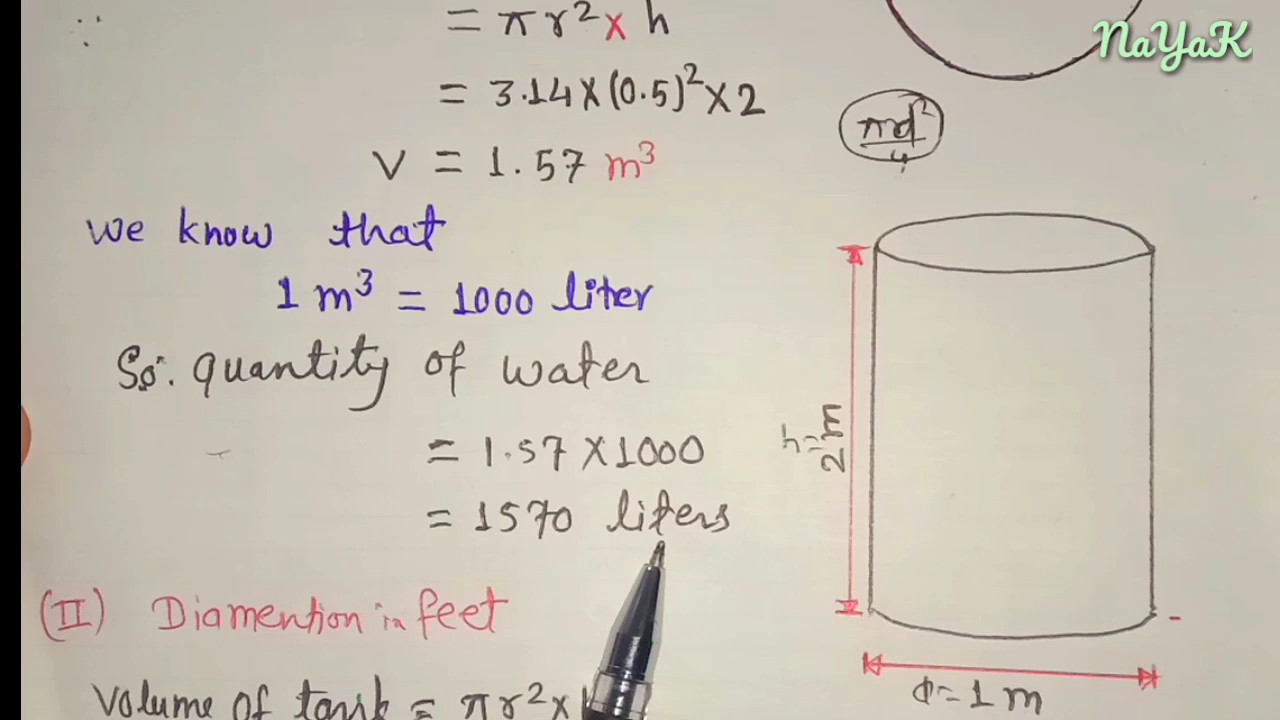 = πr² x h
NaYaK
= 3.14 x (0.5)² x 2
πd²/4
V = 1.57 m³
we know that
1 m³ = 1000 liter
So. quantity of water
= 1.57 x 1000
h = 2m
= 1570 liters
(II) Diamention in feet
Volume of tank = πr² x
Φ = 1 m